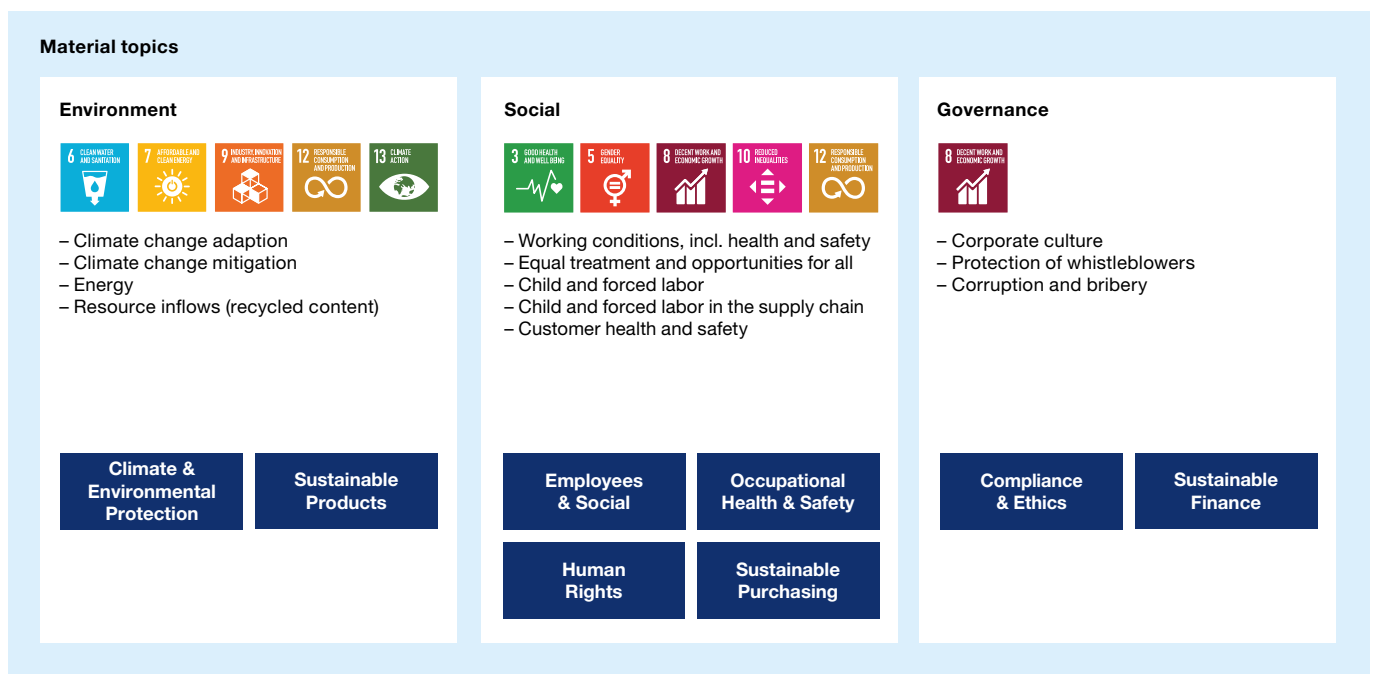 Material topics
Environment
6 CLEAN WATER
AND SANITATION
7 AFFORDABLE AND
CLEAN ENERGY
9 INDUSTRY, INNOVATION
AND INFRASTRUCTURE
12 RESPONSIBLE
CONSUMPTION
AND PRODUCTION
13 CLIMATE
ACTION
– Climate change adaption
– Climate change mitigation
– Energy
– Resource inflows (recycled content)
Climate &
Environmental
Protection
Sustainable
Products
Social
3 GOOD HEALTH
AND WELL BEING
5 GENDER
EQUALITY
8 DECENT WORK AND
ECONOMIC GROWTH
10 REDUCED
INEQUALITIES
12 RESPONSIBLE
CONSUMPTION
AND PRODUCTION
– Working conditions, incl. health and safety
– Equal treatment and opportunities for all
– Child and forced labor
– Child and forced labor in the supply chain
– Customer health and safety
Employees
& Social
Occupational
Health & Safety
Human
Rights
Sustainable
Purchasing
Governance
8 DECENT WORK AND
ECONOMIC GROWTH
– Corporate culture
– Protection of whistleblowers
– Corruption and bribery
Compliance
& Ethics
Sustainable
Finance